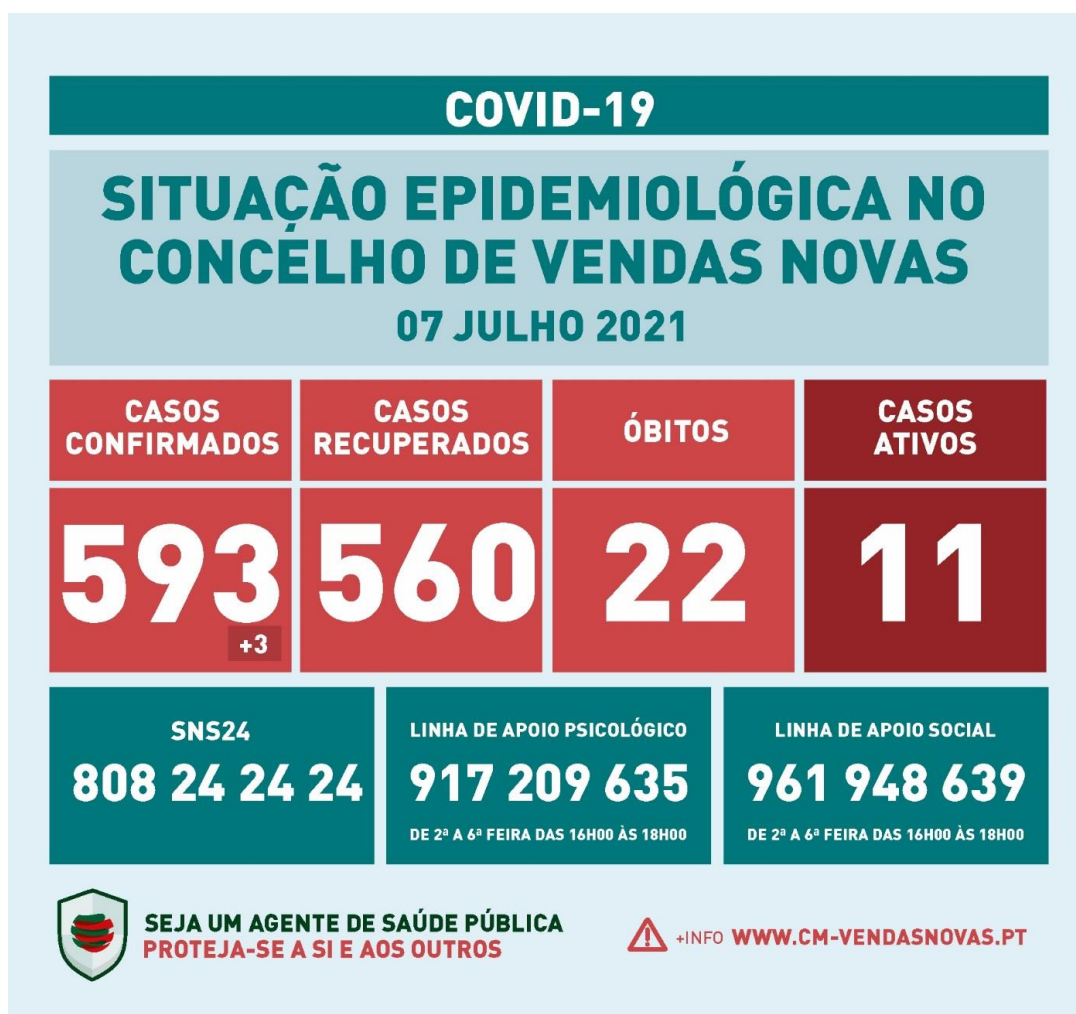 COVID-19
SITUAÇÃO EPIDEMIOLÓGICA NO
CONCELHO DE VENDAS NOVAS
07 JULHO 2021
CASOS
CONFIRMADOS
593
+3
CASOS
RECUPERADOS
560
ÓBITOS
22
CASOS
ATIVOS
11
SNS24
808 24 24 24
LINHA DE APOIO PSICOLÓGICO
917 209 635
DE 2ª A 6ª FEIRA DAS 16H00 ÀS 18H00
LINHA DE APOIO SOCIAL
961 948 639
DE 2ª A 6ª FEIRA DAS 16H00 ÀS 18H00
SEJA UM AGENTE DE SAÚDE PÚBLICA
PROTEJA-SE A SI E AOS OUTROS
+INFO WWW.CM-VENDASNOVAS.PT